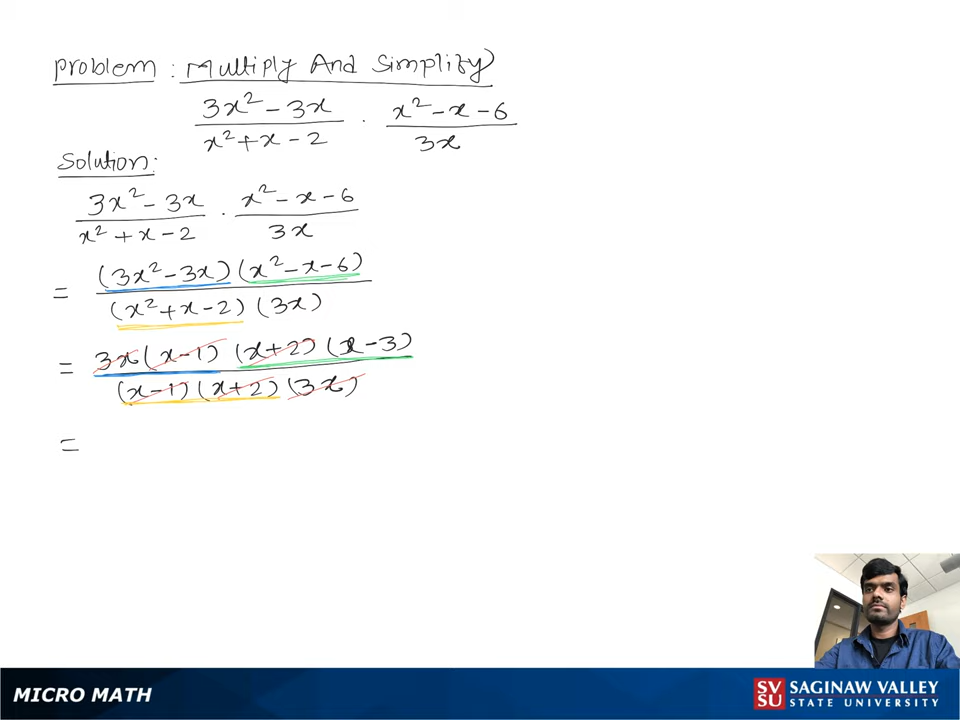 Problem: Multiply And Simplify
3x² - 3x / x² + x - 2 · x² - x - 6 / 3x
Solution:
3x² - 3x / x² + x - 2 · x² - x - 6 / 3x
= (3x² - 3x) (x² - x - 6) / (x² + x - 2) (3x)
= 3x (x - 1) (x + 2) (x - 3) / (x - 1) (x + 2) (3x)
=
MICRO MATH
SV SU SAGINAW VALLEY STATE UNIVERSITY